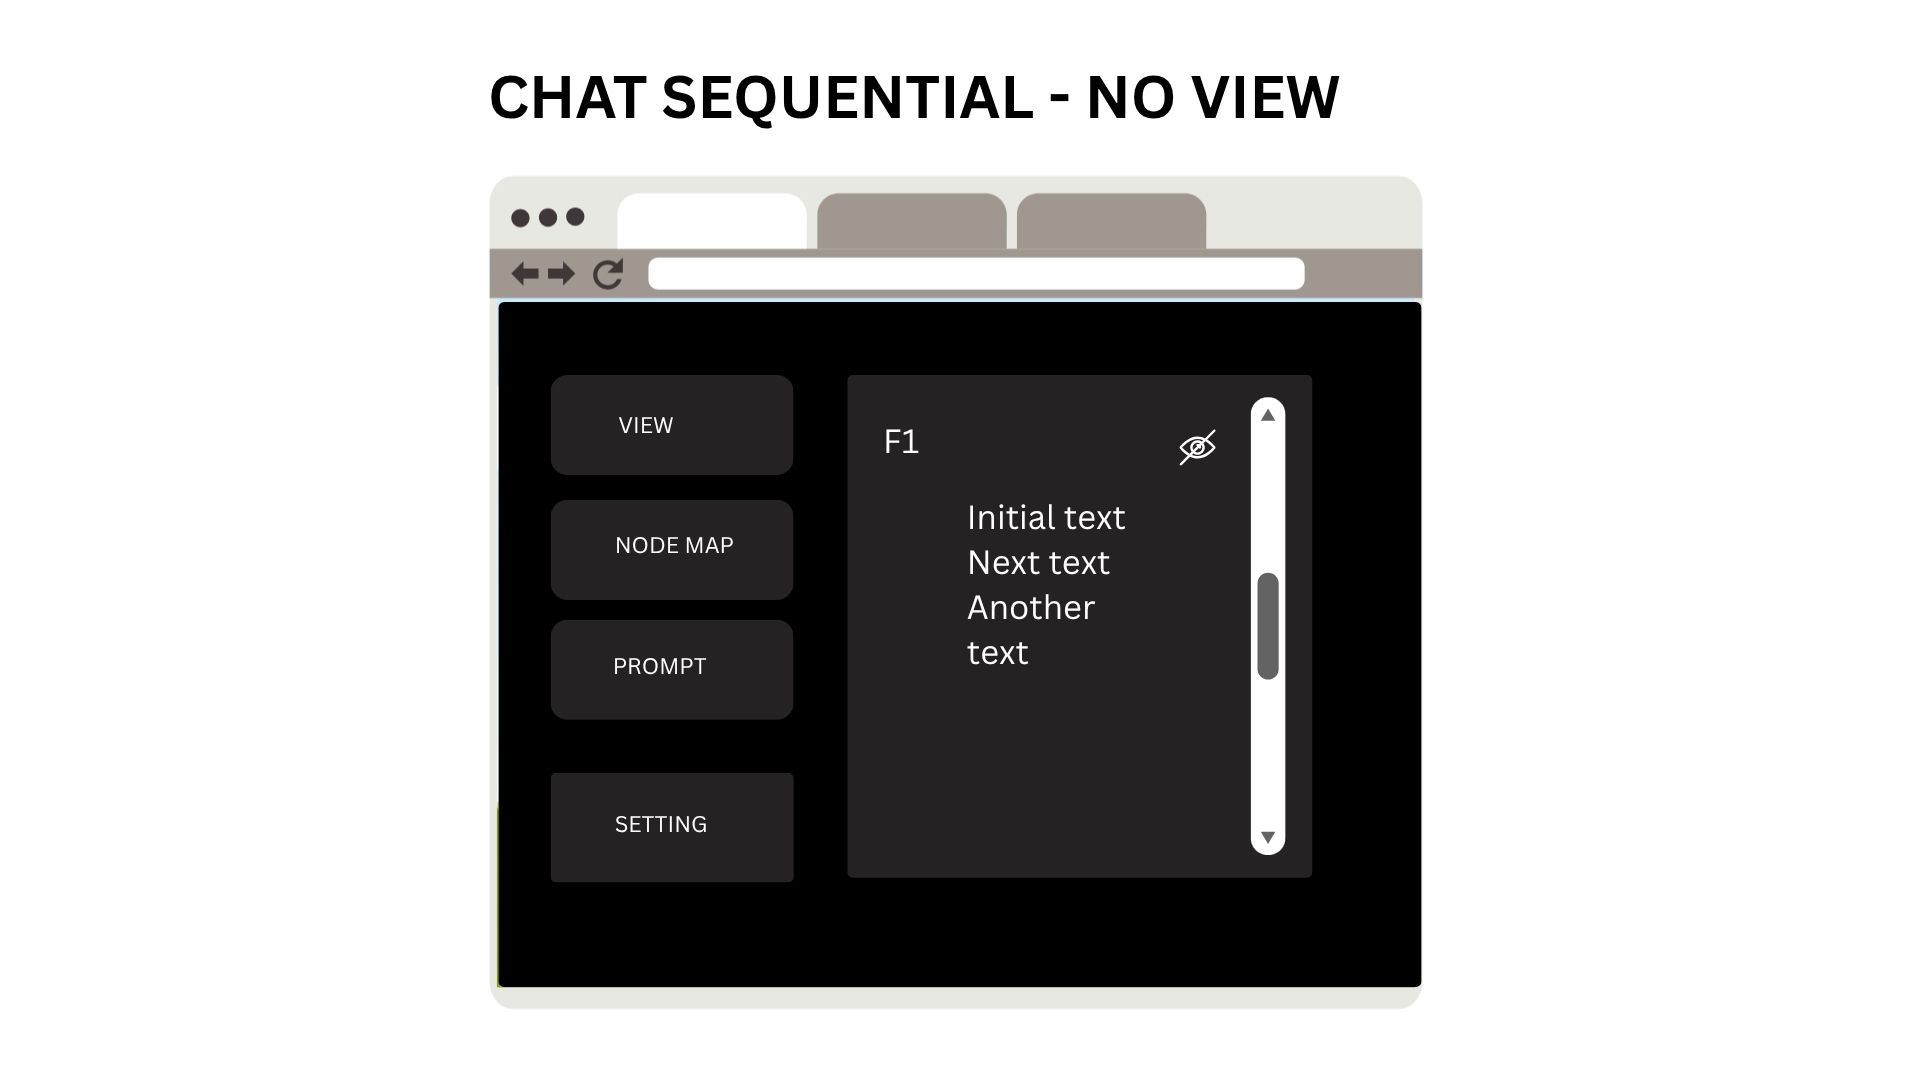 CHAT SEQUENTIAL - NO VIEW
VIEW
NODE MAP
PROMPT
SETTING
F1
Initial text
Next text
Another
text